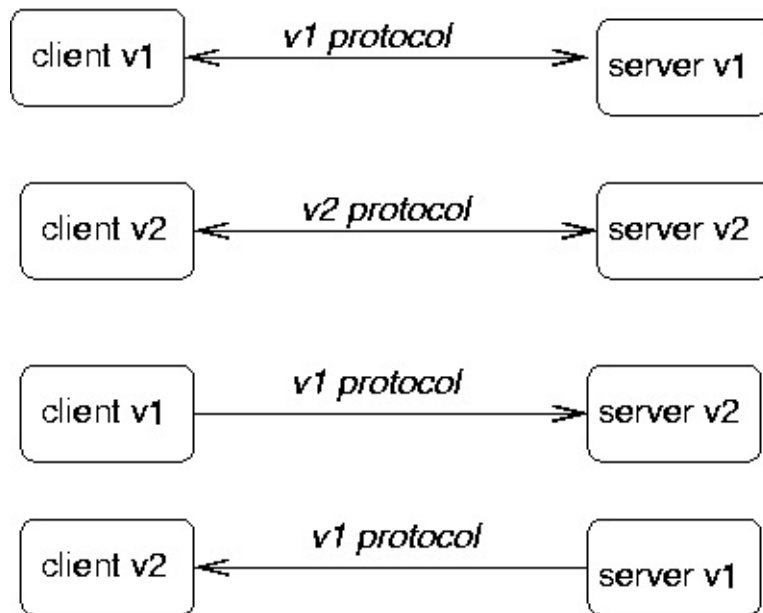 client v1
v1 protocol
server v1
client v2
v2 protocol
server v2
client v1
v1 protocol
server v2
client v2
v1 protocol
server v1